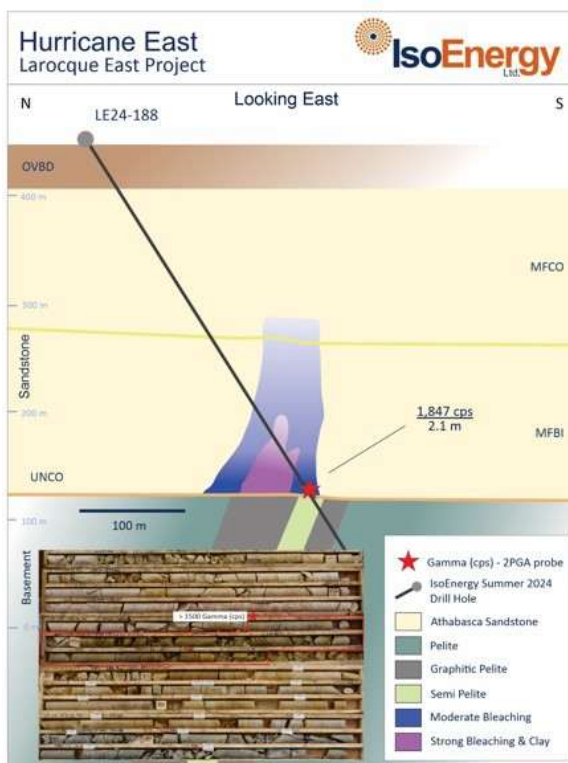 Hurricane East
Larocque East Project
IsoEnergy
Ltd.
Looking East
N
S
LE24-188
OVBD
400 m
MFCO
300 m
Sandstone
200 m
1,847 cps
2.1 m
MFBI
UNCO
100 m
100 m
Basement
0 m
> 1500 Gamma (cps)
Gamma (cps) - 2PGA probe
IsoEnergy Summer 2024
Drill Hole
Athabasca Sandstone
Pelite
Graphitic Pelite
Semi Pelite
Moderate Bleaching
Strong Bleaching & Clay